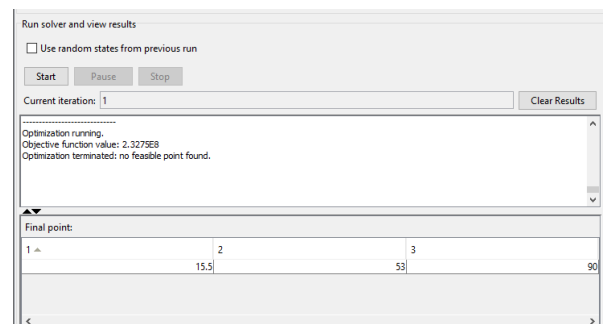 Run solver and view results
Use random states from previous run
Start Pause Stop
Current iteration: 1 Clear Results
----------------------------
Optimization running.
Objective function value: 2.3275E8
Optimization terminated: no feasible point found.
Final point:
1 2 3
15.5 53 90